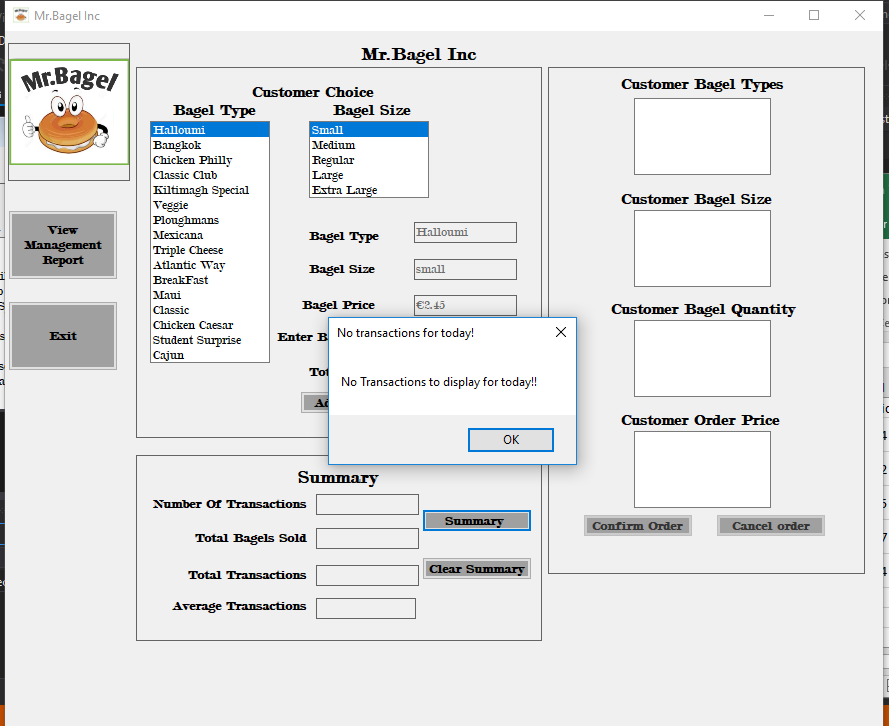 Mr.Bagel Inc
Mr.Bagel Inc
Mr.Bagel
View
Management
Report
Exit
Customer Choice
Bagel Type
Bagel Size
Halloumi
Bangkok
Chicken Philly
Classic Club
Kiltimagh Special
Veggie
Ploughmans
Mexicana
Triple Cheese
Atlantic Way
BreakFast
Maui
Classic
Chicken Caesar
Student Surprise
Cajun
Small
Medium
Regular
Large
Extra Large
Bagel Type
Halloumi
Bagel Size
small
Bagel Price
€2.45
Enter B
Tot
Ad
No transactions for today!
No Transactions to display for today!!
OK
Summary
Number Of Transactions
Summary
Total Bagels Sold
Total Transactions
Clear Summary
Average Transactions
Customer Bagel Types
Customer Bagel Size
Customer Bagel Quantity
Customer Order Price
Confirm Order
Cancel order